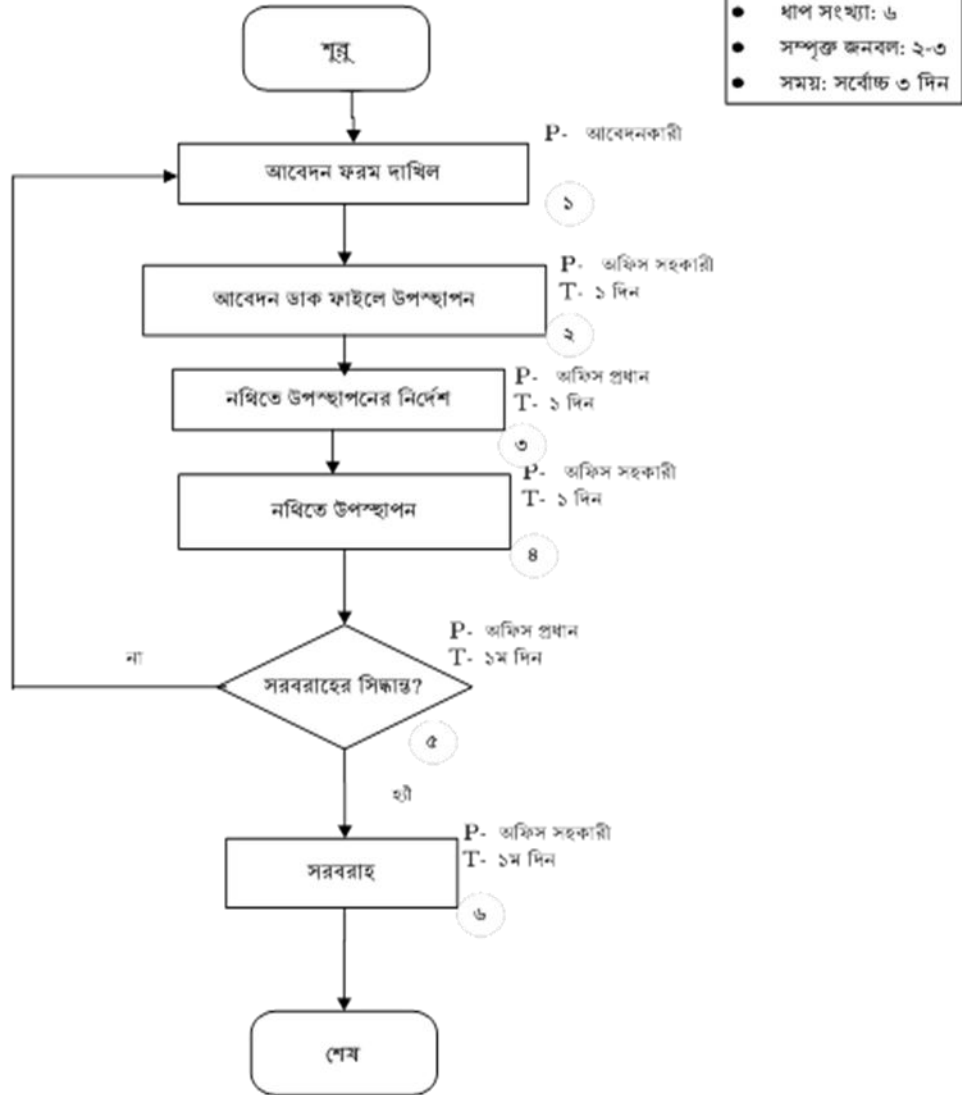 ধাপ সংখ্যা: ৬
সম্পৃক্ত জনবল: ২-৩
সময়: সর্বোচ্চ ৩ দিন
শুরু
P- আবেদনকারী
আবেদন ফরম দাখিল
১
P- অফিস সহকারী
T- ১ দিন
আবেদন ডাক ফাইলে উপস্হাপন
২
P- অফিস প্রধান
T- ১ দিন
নথিতে উপস্হাপনের নির্দেশ
৩
P- অফিস সহকারী
T- ১ দিন
নথিতে উপস্হাপন
৪
P- অফিস প্রধান
T- ১ম দিন
না
সরবরাহের সিদ্ধান্ত?
৫
হ্যাঁ
P- অফিস সহকারী
T- ১ম দিন
সরবরাহ
৬
শেষ